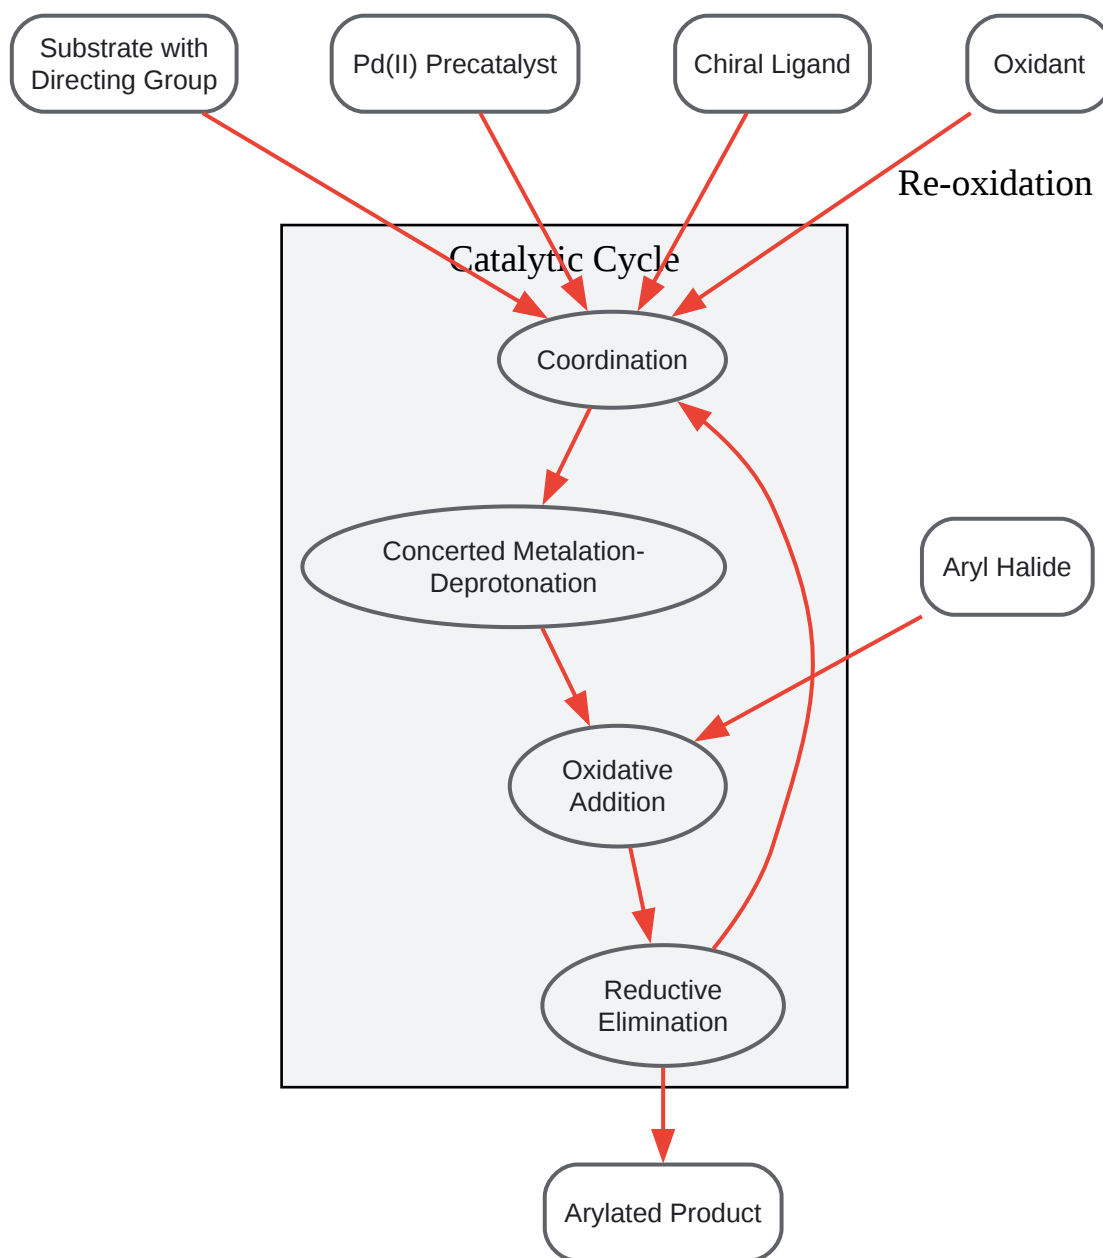 Substrate with
Directing Group
Pd(II) Precatalyst
Chiral Ligand
Oxidant
Re-oxidation
Catalytic Cycle
Coordination
Concerted Metalation-
Deprotonation
Aryl Halide
Oxidative
Addition
Reductive
Elimination
Arylated Product